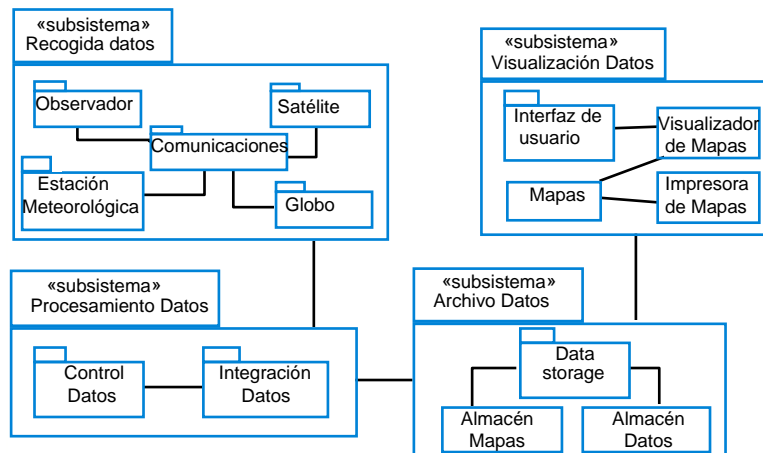 «subsistema»
Recogida datos
Observador
Satélite
Comunicaciones
Estación
Meteorológica
Globo
«subsistema»
Visualización Datos
Interfaz de
usuario
Visualizador
de Mapas
Mapas
Impresora
de Mapas
«subsistema»
Procesamiento Datos
Control
Datos
Integración
Datos
«subsistema»
Archivo Datos
Data
storage
Almacén
Mapas
Almacén
Datos